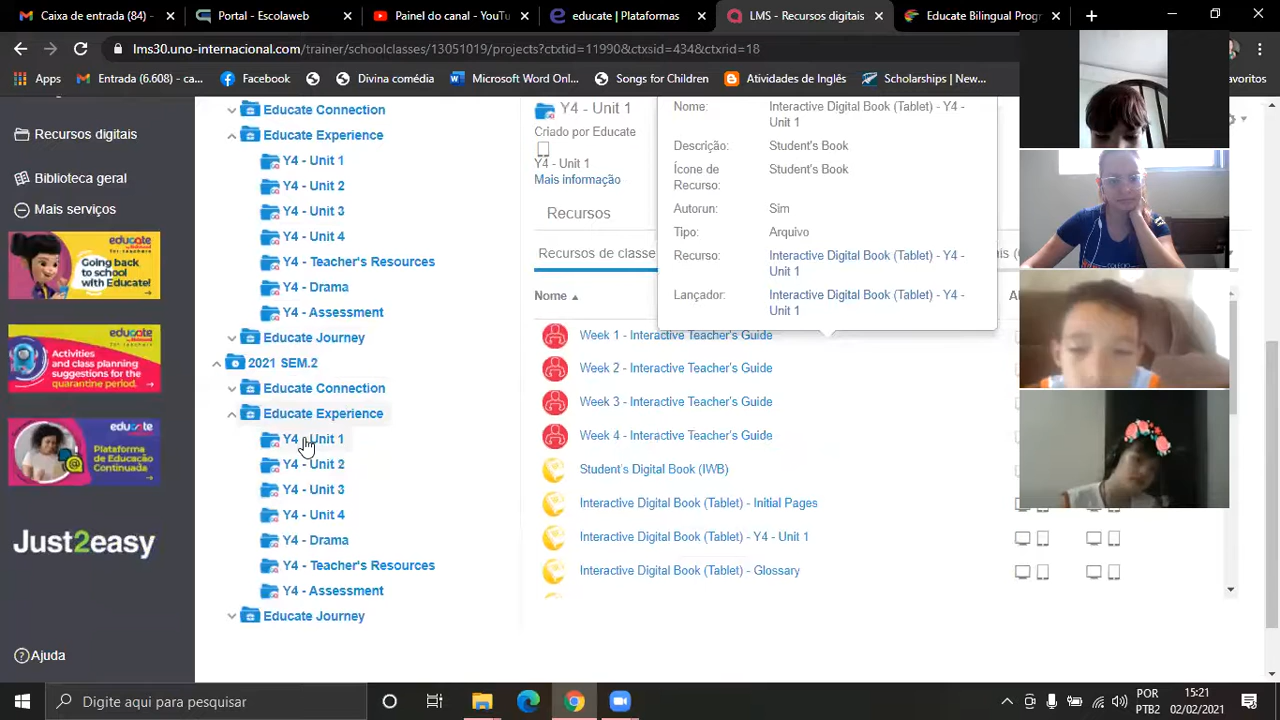 Caixa de entrada (84)
Portal - Escolaweb
Painel do canal - YouTu
educate | Plataformas
LMS - Recursos digitais
Educate Bilingual Prog
lms30.uno-internacional.com/trainer/schoolclasses/13051019/projects?ctxtid=11990&ctxsid=434&ctxrid=18
Apps
Entrada (6.608) - ca...
Facebook
Divina comédia
Microsoft Word Onl...
Songs for Children
Atividades de Inglês
Scholarships | New...
avoritos
Recursos digitais
Biblioteca geral
Mais serviços
educate
for teachers
Going back
to school
with Educate!
educate
for teachers
Activities
and class planning
suggestions for the
quarantine period.
educate
Plataforma
de Educação
Continuada
Just2easy
Ajuda
Educate Connection
Educate Experience
Y4 - Unit 1
Y4 - Unit 2
Y4 - Unit 3
Y4 - Unit 4
Y4 - Teacher's Resources
Y4 - Drama
Y4 - Assessment
Educate Journey
2021 SEM.2
Educate Connection
Educate Experience
Y4 - Unit 1
Y4 - Unit 2
Y4 - Unit 3
Y4 - Unit 4
Y4 - Drama
Y4 - Teacher's Resources
Y4 - Assessment
Educate Journey
Y4 - Unit 1
Criado por Educate
Y4 - Unit 1
Mais informação
Recursos
Recursos de classe
Nome
Nome: Interactive Digital Book (Tablet) - Y4 -
Unit 1
Descrição: Student's Book
Ícone de Student's Book
Recurso:
Autorun: Sim
Tipo: Arquivo
Recurso: Interactive Digital Book (Tablet) - Y4 -
Unit 1
Lançador: Interactive Digital Book (Tablet) - Y4 -
Unit 1
Week 1 - Interactive Teacher's Guide
Week 2 - Interactive Teacher's Guide
Week 3 - Interactive Teacher's Guide
Week 4 - Interactive Teacher's Guide
Student's Digital Book (IWB)
Interactive Digital Book (Tablet) - Initial Pages
Interactive Digital Book (Tablet) - Y4 - Unit 1
Interactive Digital Book (Tablet) - Glossary
Digite aqui para pesquisar
POR
PTB2
15:21
02/02/2021